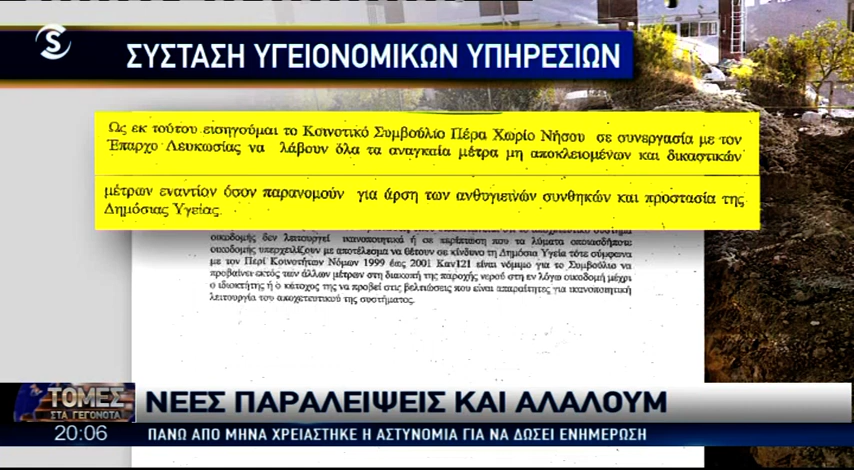 S
ΣΥΣΤΑΣΗ ΥΓΕΙΟΝΟΜΙΚΩΝ ΥΠΗΡΕΣΙΩΝ
Ως εκ τούτου εισηγούμαι το Κοινοτικό Συμβούλιο Πέρα Χωρίο Νήσου σε συνεργασία με τον
Έπαρχο Λευκωσίας να λάβουν όλα τα αναγκαία μέτρα μη αποκλειομένων και δικαστικών
μέτρων εναντίον όσον παρανομούν για άρση των ανθυγιεινών συνθηκών και προστασία της
Δημόσιας Υγείας.
οικοδομής δεν λειτουργεί ικανοποιητικά ή σε περίπτωση που τα λύματα οποιασδήποτε
οικοδομής υπερχειλίζουν με αποτέλεσμα να θέτουν σε κίνδυνο τη Δημόσια Υγεία τότε σύμφωνα
με τον Περί Κοινοτήτων Νόμων 1999 έως 2001 Καν121 είναι νόμιμο για το Συμβούλιο να
προβαίνει εκτός των άλλων μέτρων στη διακοπή της παροχής νερού στη εν λόγω οικοδομή μέχρι
ο ιδιοκτήτης ή ο κάτοχος της να προβεί στις βελτιώσεις που είναι απαραίτητες για ικανοποιητική
λειτουργία του αποχετευτικού της συστήματος.
ΤΟΜΕΣ
ΣΤΑ ΓΕΓΟΝΟΤΑ
ΝΕΕΣ ΠΑΡΑΛΕΙΨΕΙΣ ΚΑΙ ΑΛΑΛΟΥΜ
20:06
ΠΑΝΩ ΑΠΟ ΜΗΝΑ ΧΡΕΙΑΣΤΗΚΕ Η ΑΣΤΥΝΟΜΙΑ ΓΙΑ ΝΑ ΔΩΣΕΙ ΕΝΗΜΕΡΩΣΗ